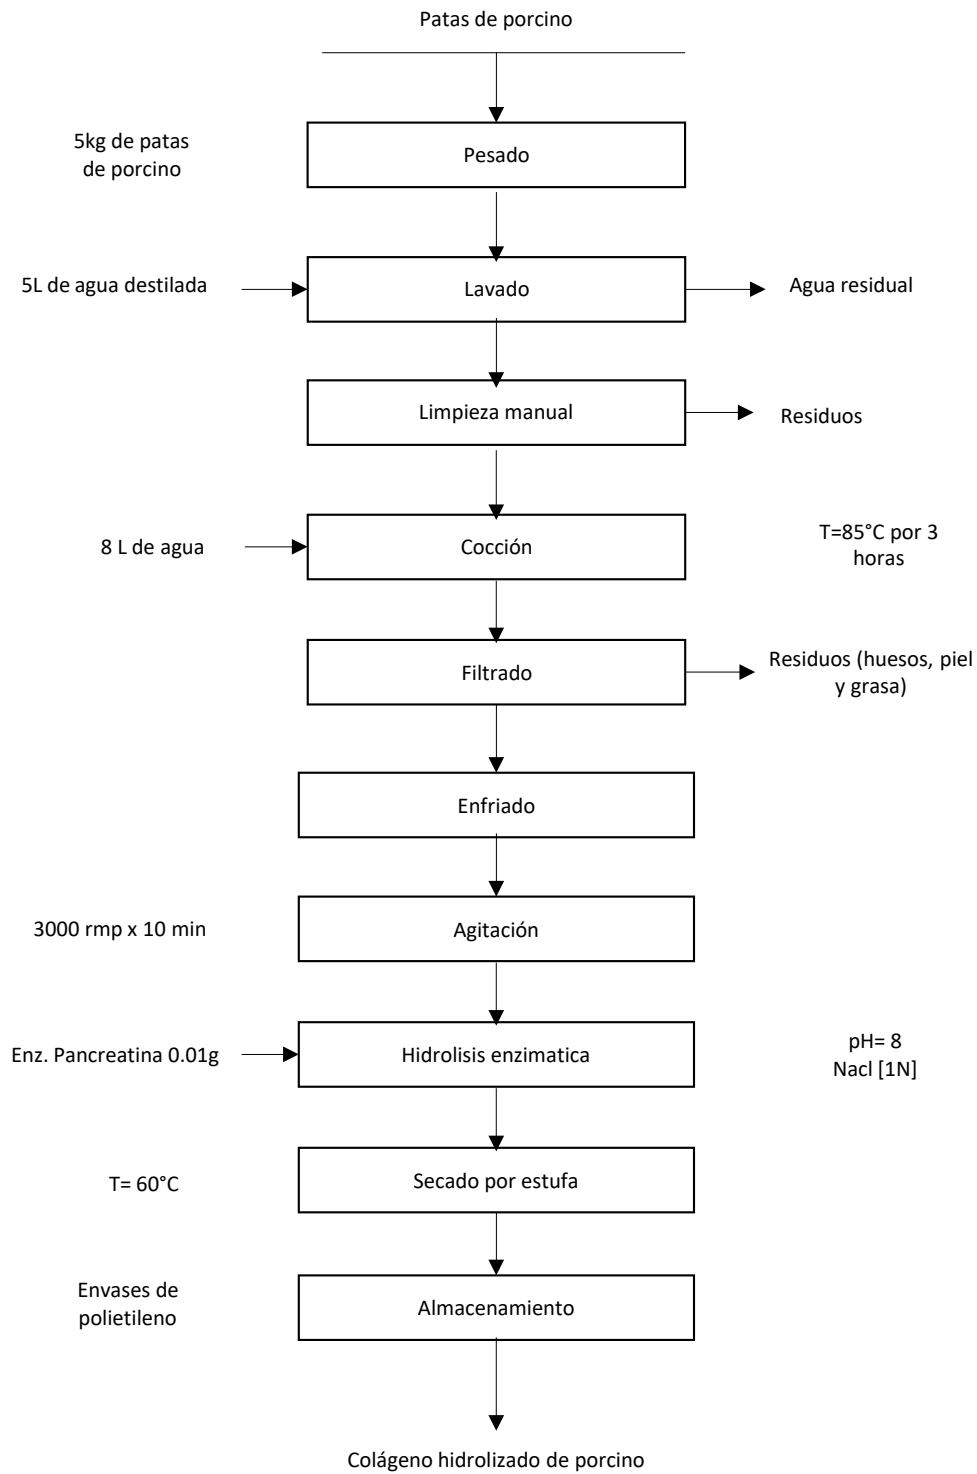 Patas de porcino
5kg de patas
de porcino
Pesado
5L de agua destilada
Lavado
Agua residual
Limpieza manual
Residuos
8 L de agua
Cocción
T=85°C por 3
horas
Filtrado
Residuos (huesos, piel
y grasa)
Enfriado
3000 rmp x 10 min
Agitación
Enz. Pancreatina 0.01g
Hidrolisis enzimatica
pH= 8
Nacl [1N]
T= 60°C
Secado por estufa
Envases de
polietileno
Almacenamiento
Colágeno hidrolizado de porcino